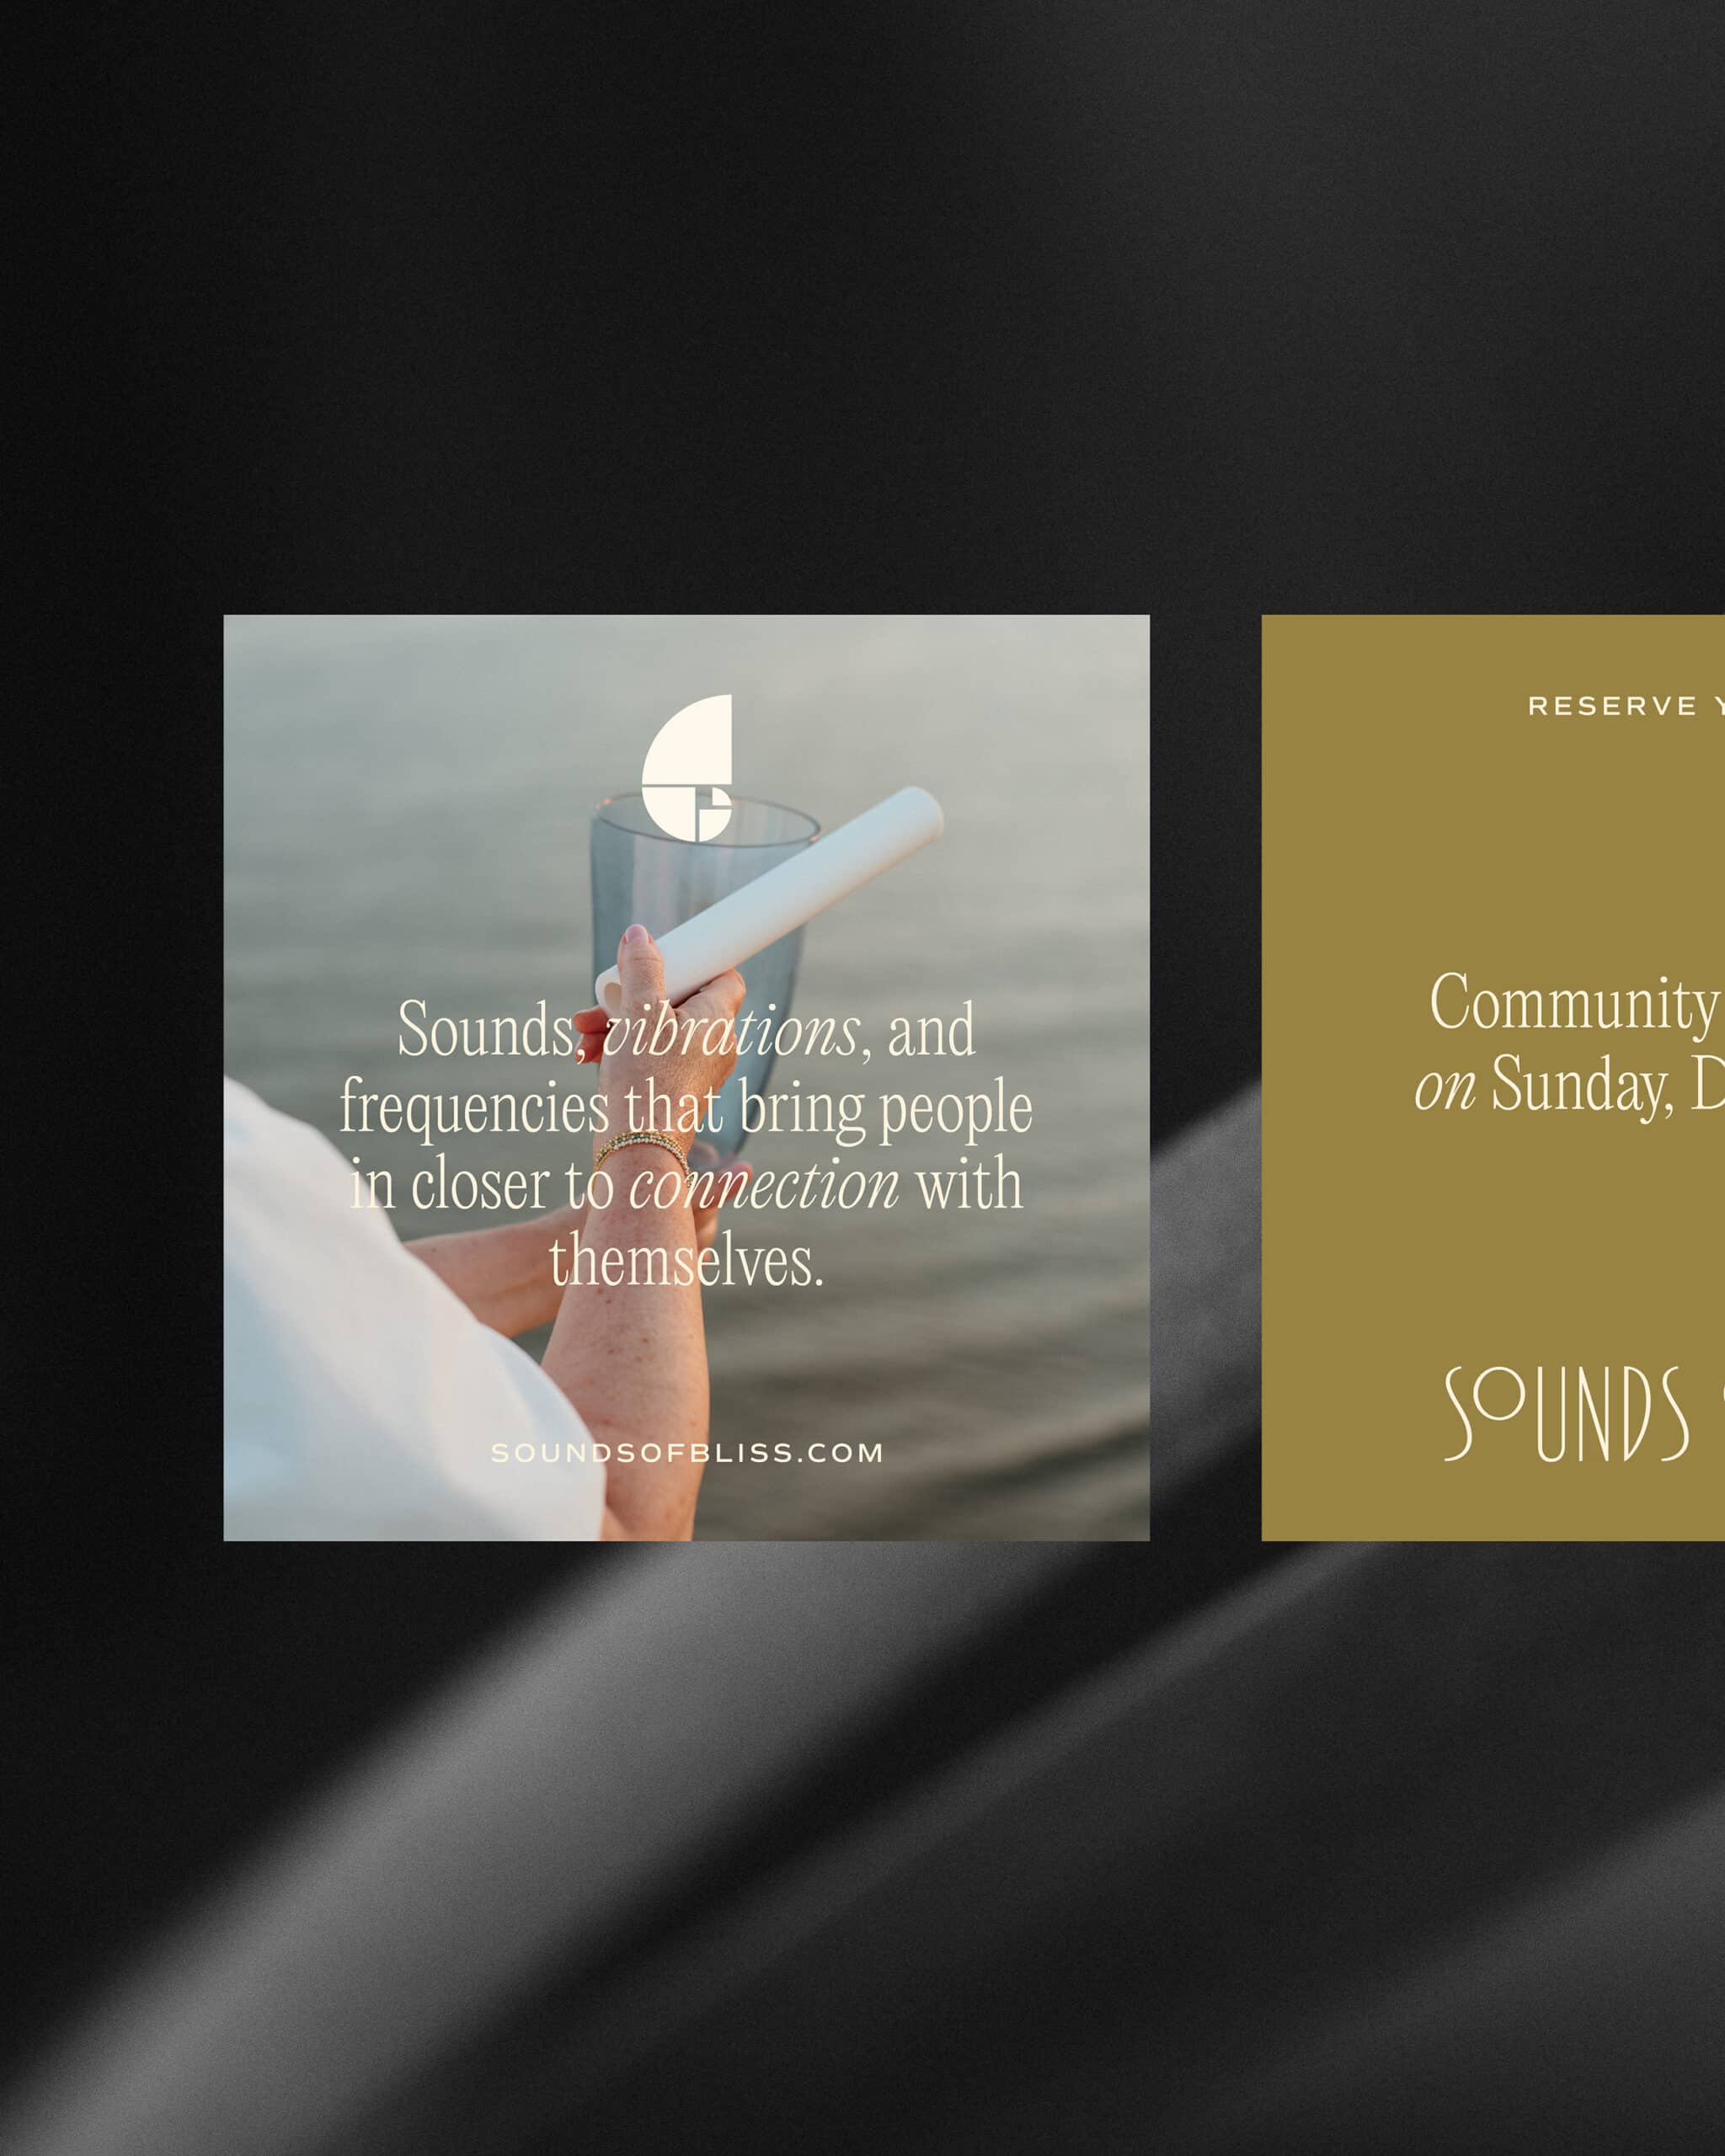 Sounds, vibrations, and
frequencies that bring people
in closer to connection with
themselves.
SOUNDSOFBLISS.COM
RESERVE
Community
on Sunday,
SOUNDS